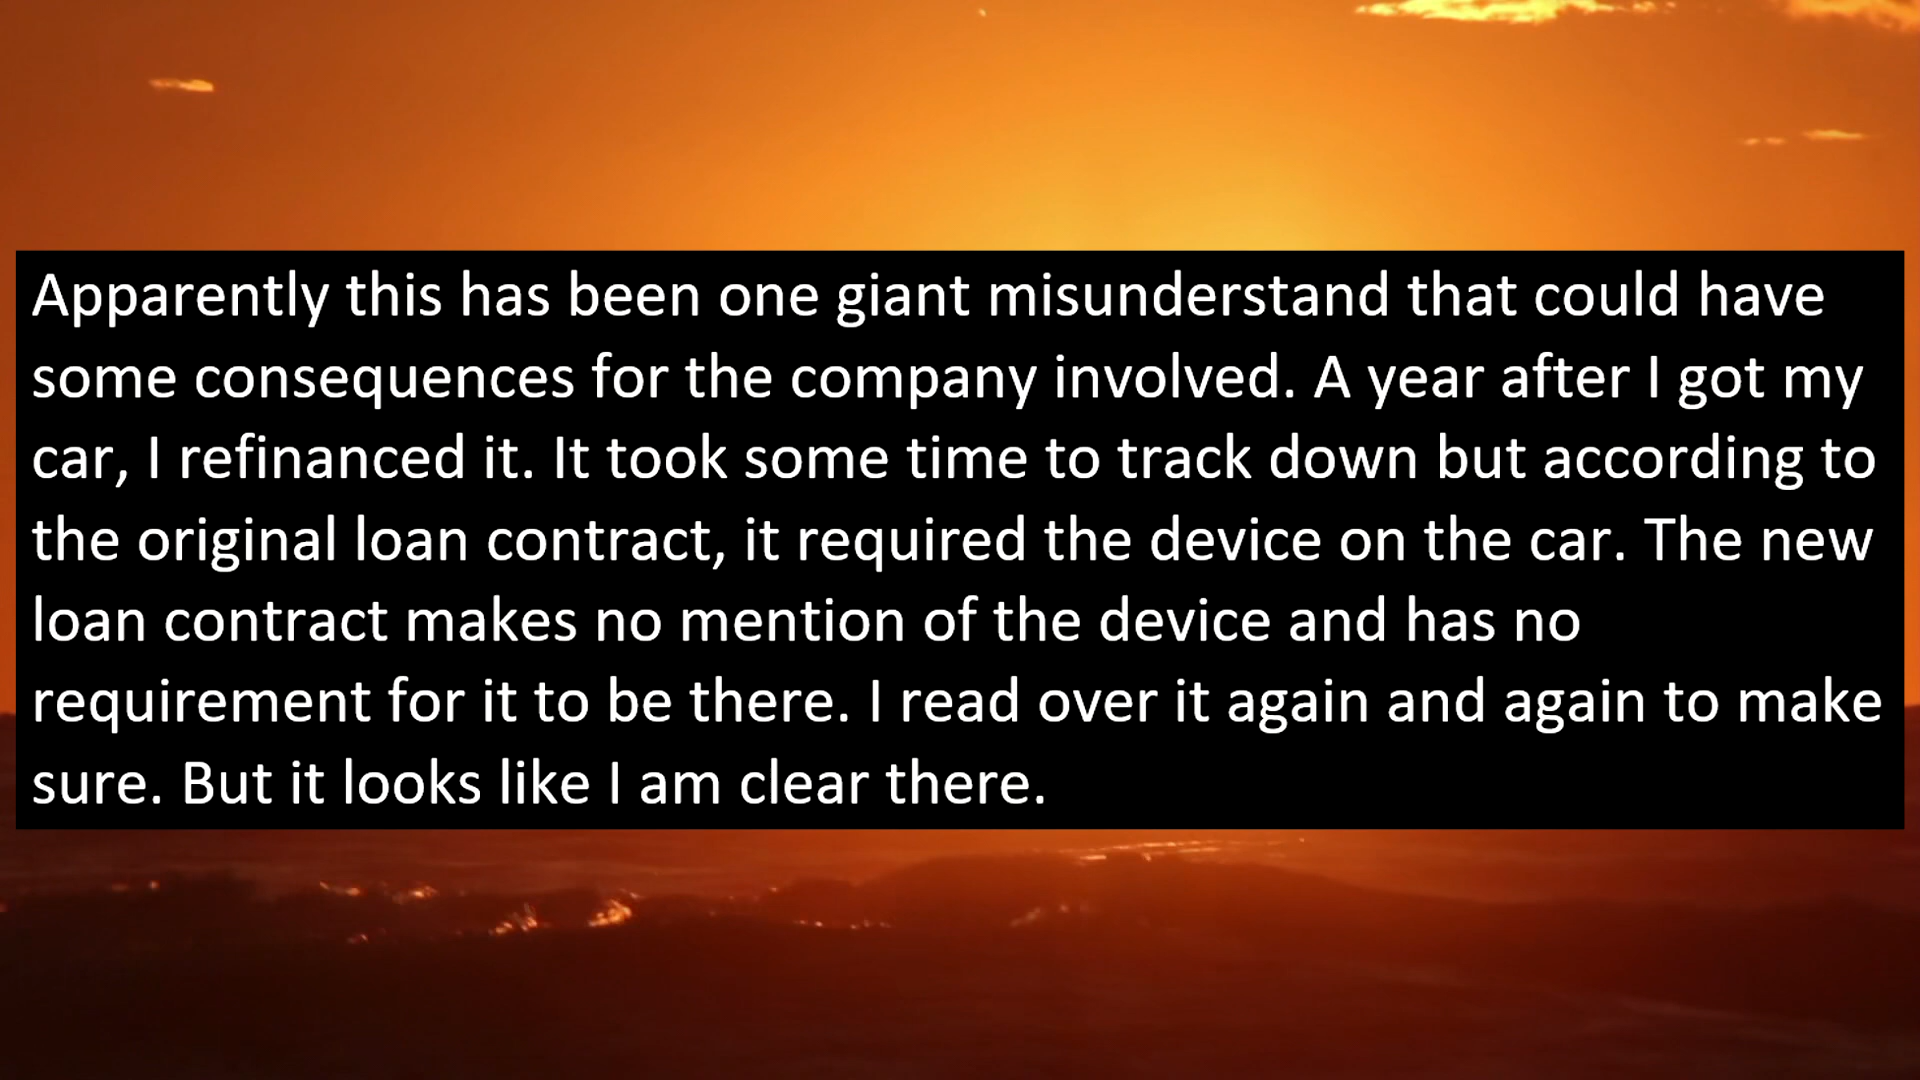 Apparently this has been one giant misunderstand that could have
some consequences for the company involved. A year after I got my
car, I refinanced it. It took some time to track down but according to
the original loan contract, it required the device on the car. The new
loan contract makes no mention of the device and has no
requirement for it to be there. I read over it again and again to make
sure. But it looks like I am clear there.